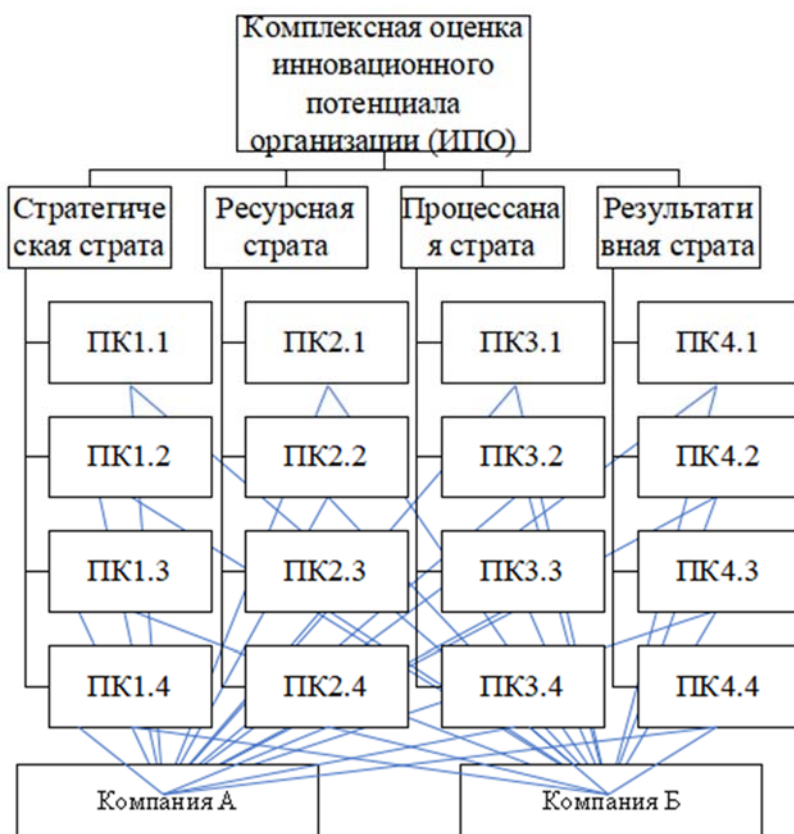 Комплексная оценка
инновационного
потенциала
организации (ИПО)
Стратегиче
ская страта
Ресурсная
страта
Процессана
я страта
Результати
вная страта
ПК1.1
ПК2.1
ПК3.1
ПК4.1
ПК1.2
ПК2.2
ПК3.2
ПК4.2
ПК1.3
ПК2.3
ПК3.3
ПК4.3
ПК1.4
ПК2.4
ПК3.4
ПК4.4
Компания А
Компания Б